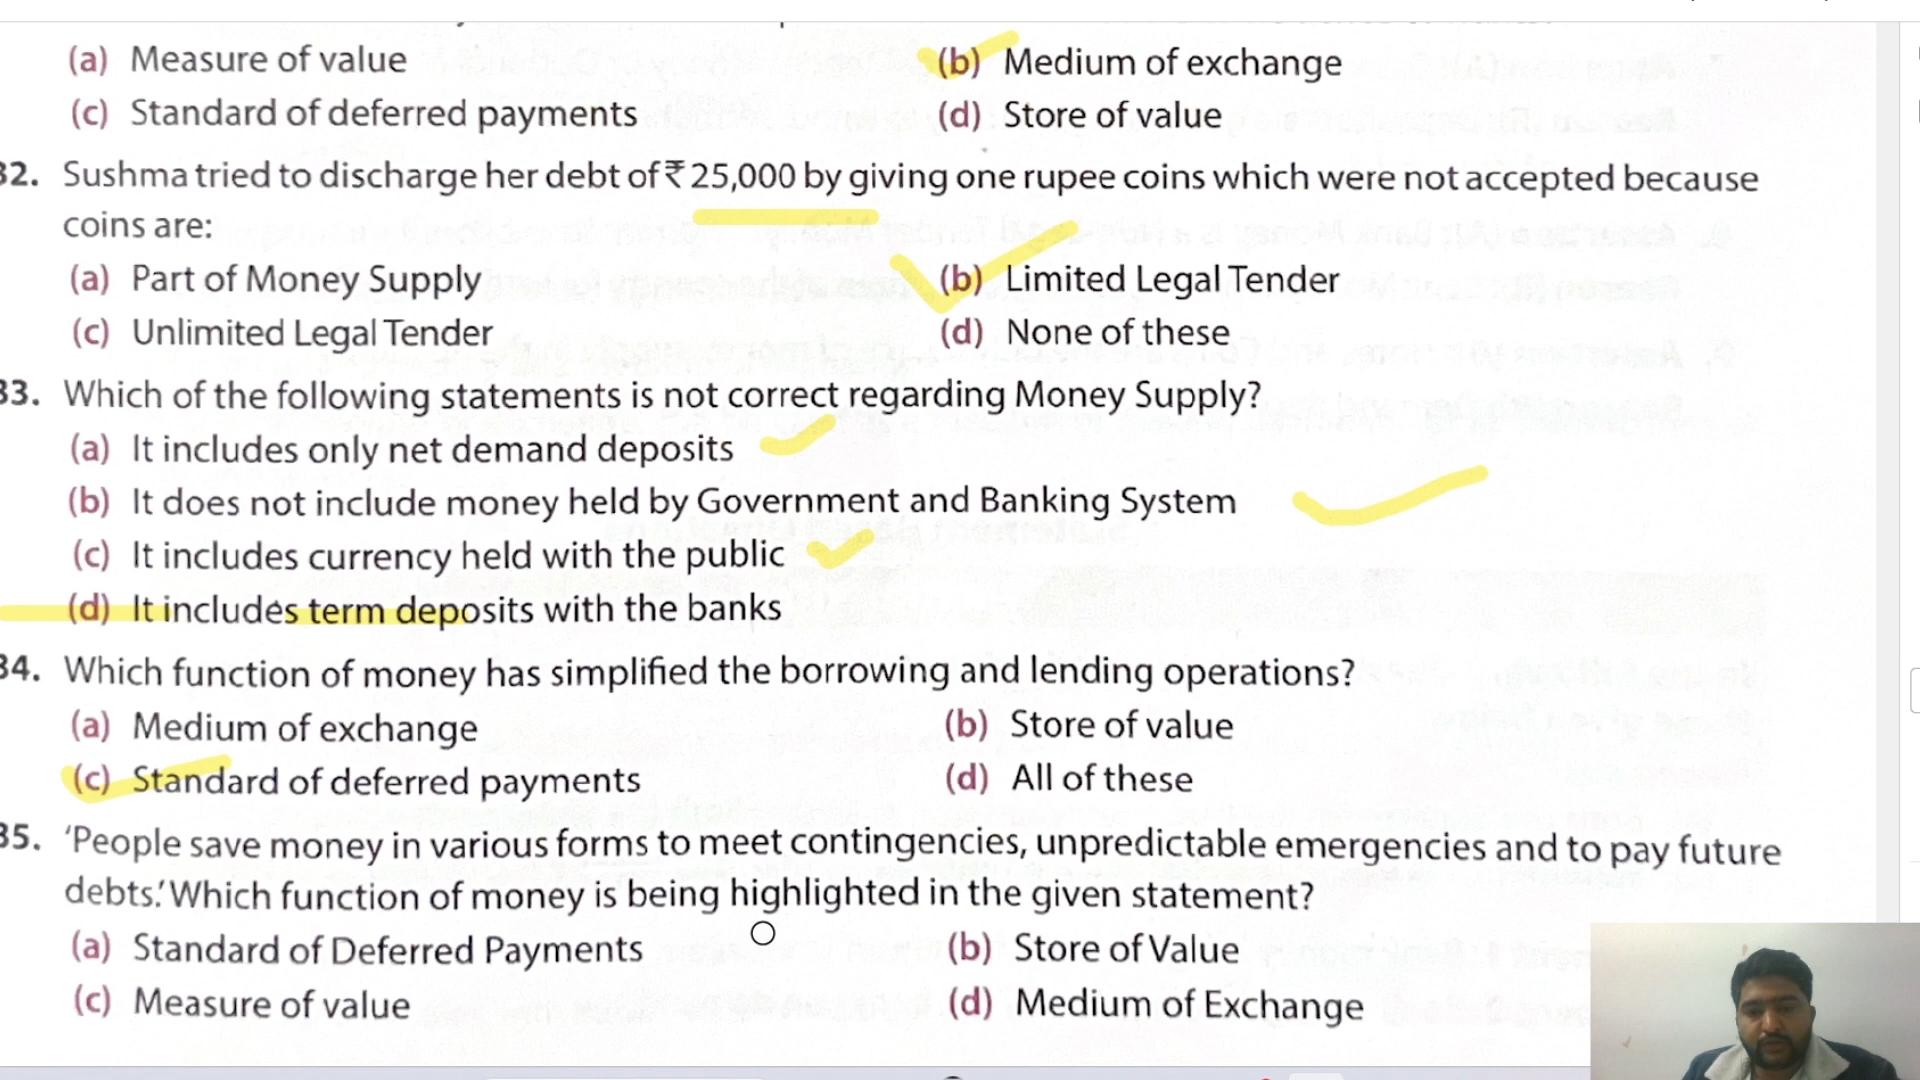 (a) Measure of value
(b) Medium of exchange
(c) Standard of deferred payments
(d) Store of value
32. Sushma tried to discharge her debt of ₹ 25,000 by giving one rupee coins which were not accepted because
coins are:
(a) Part of Money Supply
(b) Limited Legal Tender
(c) Unlimited Legal Tender
(d) None of these
33. Which of the following statements is not correct regarding Money Supply?
(a) It includes only net demand deposits
(b) It does not include money held by Government and Banking System
(c) It includes currency held with the public
(d) It includes term deposits with the banks
34. Which function of money has simplified the borrowing and lending operations?
(a) Medium of exchange
(b) Store of value
(c) Standard of deferred payments
(d) All of these
35. 'People save money in various forms to meet contingencies, unpredictable emergencies and to pay future
debts.' Which function of money is being highlighted in the given statement?
(a) Standard of Deferred Payments
(b) Store of Value
(c) Measure of value
(d) Medium of Exchange